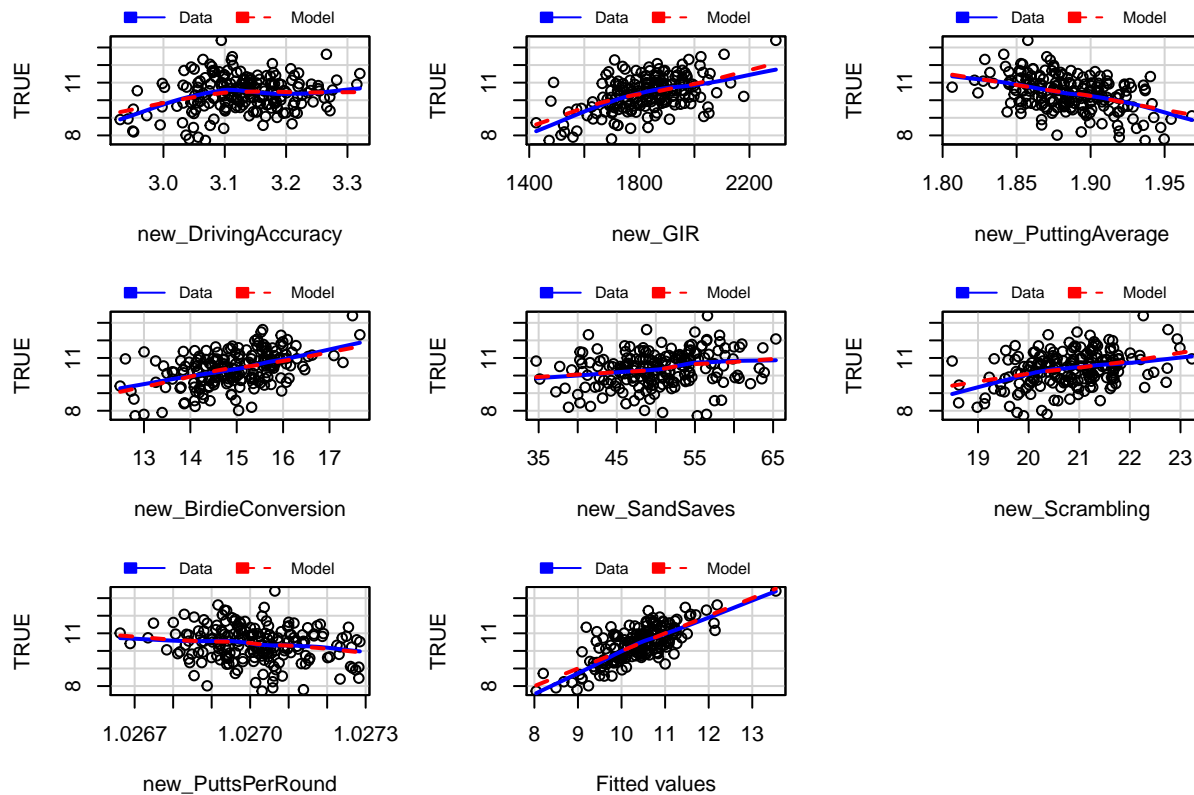 Data Model
TRUE
8 11
3.0 3.1 3.2 3.3
new_DrivingAccuracy
Data Model
TRUE
8 11
1400 1800 2200
new_GIR
Data Model
TRUE
8 11
1.80 1.85 1.90 1.95
new_PuttingAverage
Data Model
TRUE
8 11
13 14 15 16 17
new_BirdieConversion
Data Model
TRUE
8 11
35 45 55 65
new_SandSaves
Data Model
TRUE
8 11
19 20 21 22 23
new_Scrambling
Data Model
TRUE
8 11
1.0267 1.0270 1.0273
new_PuttsPerRound
Data Model
TRUE
8 11
8 9 10 11 12 13
Fitted values